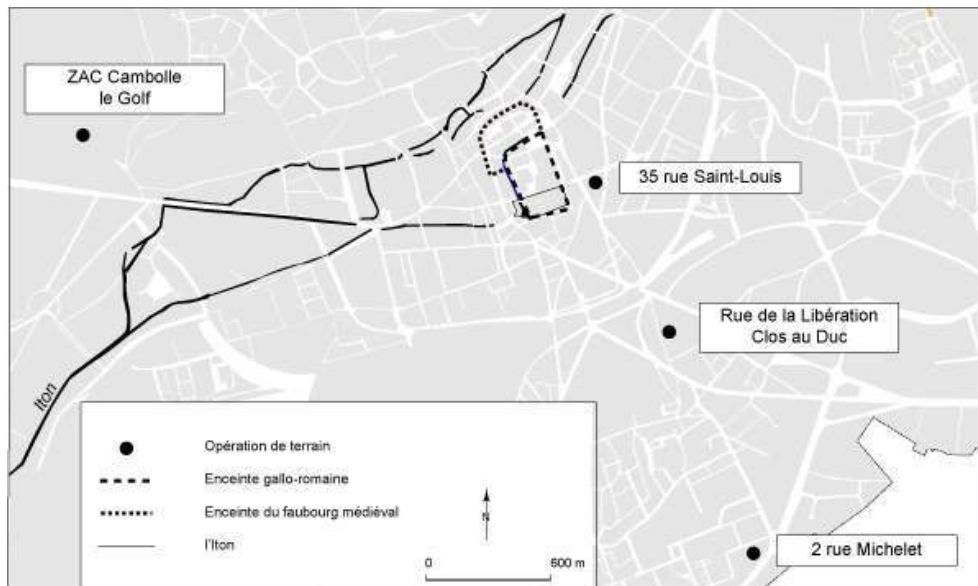 ZAC Cambolle
le Golf
35 rue Saint-Louis
Rue de la Libération
Clos au Duc
Iton
Opération de terrain
Enceinte gallo-romaine
Enceinte du faubourg médiéval
l'Iton
N
0 600 m
2 rue Michelet